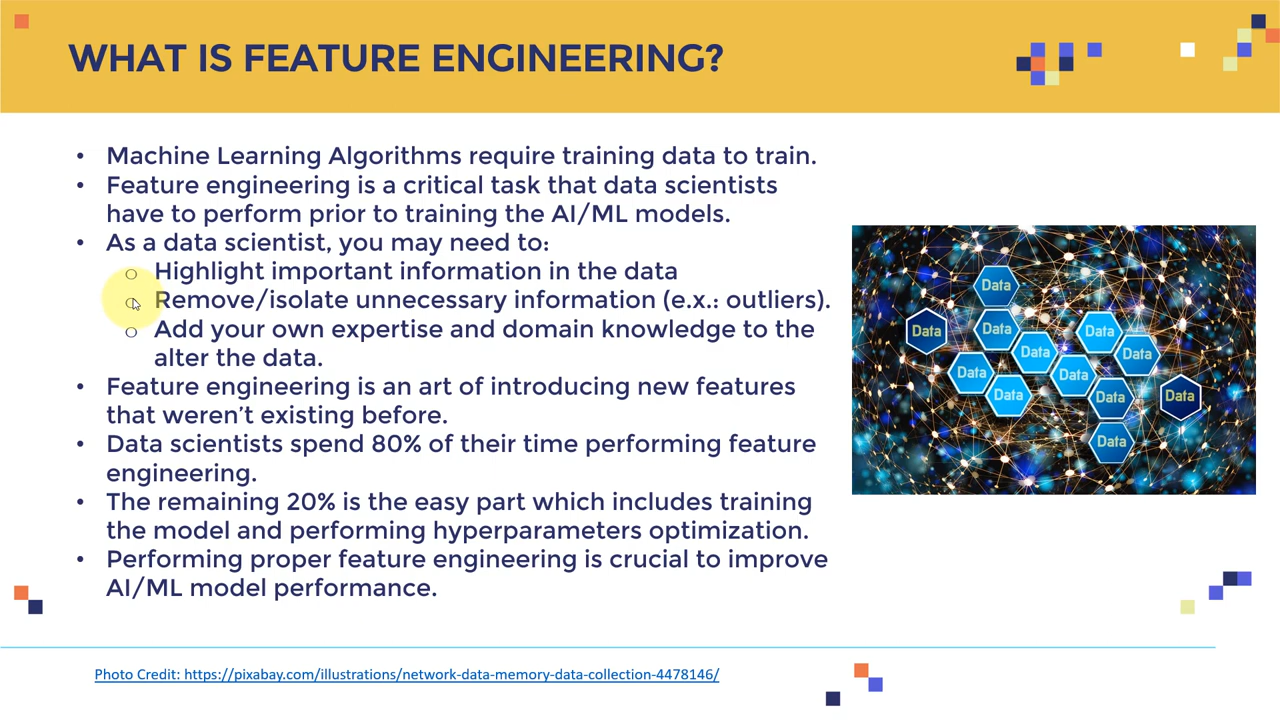 WHAT IS FEATURE ENGINEERING?
• Machine Learning Algorithms require training data to train.
• Feature engineering is a critical task that data scientists
have to perform prior to training the AI/ML models.
• As a data scientist, you may need to:
o Highlight important information in the data
o Remove/isolate unnecessary information (e.x.: outliers).
o Add your own expertise and domain knowledge to the
alter the data.
• Feature engineering is an art of introducing new features
that weren't existing before.
• Data scientists spend 80% of their time performing feature
engineering.
• The remaining 20% is the easy part which includes training
the model and performing hyperparameters optimization.
• Performing proper feature engineering is crucial to improve
AI/ML model performance.
Data
Data
Data
Data
Data
Data
Data
Data
Data
Data
Data
Data
Photo Credit: https://pixabay.com/illustrations/network-data-memory-data-collection-4478146/